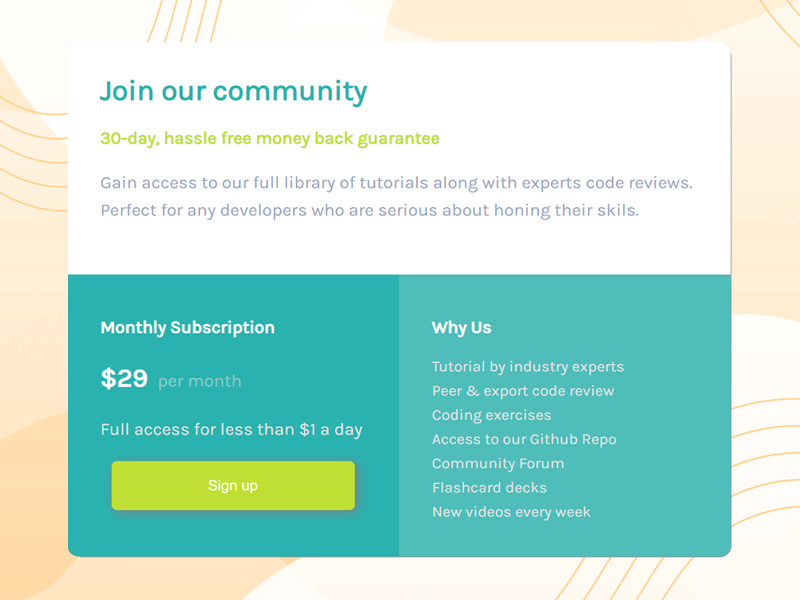 Join our community
30-day, hassle free money back guarantee
Gain access to our full library of tutorials along with experts code reviews.
Perfect for any developers who are serious about honing their skils.
Monthly Subscription
$29 per month
Full access for less than $1 a day
Sign up
Why Us
Tutorial by industry experts
Peer & export code review
Coding exercises
Access to our Github Repo
Community Forum
Flashcard decks
New videos every week